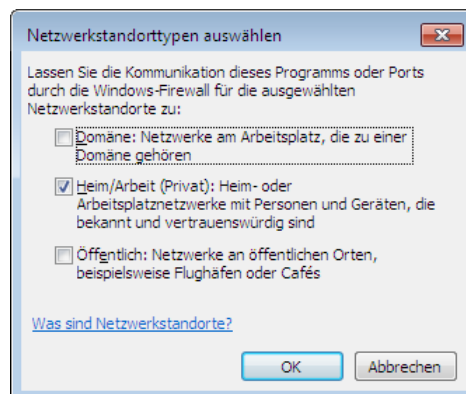 Netzwerkstandorttypen auswählen
Lassen Sie die Kommunikation dieses Programms oder Ports
durch die Windows-Firewall für die ausgewählten
Netzwerkstandorte zu:
Domäne: Netzwerke am Arbeitsplatz, die zu einer
Domäne gehören
Heim/Arbeit (Privat): Heim- oder
Arbeitsplatznetzwerke mit Personen und Geräten, die
bekannt und vertrauenswürdig sind
Öffentlich: Netzwerke an öffentlichen Orten,
beispielsweise Flughäfen oder Cafés
Was sind Netzwerkstandorte?
OK Abbrechen